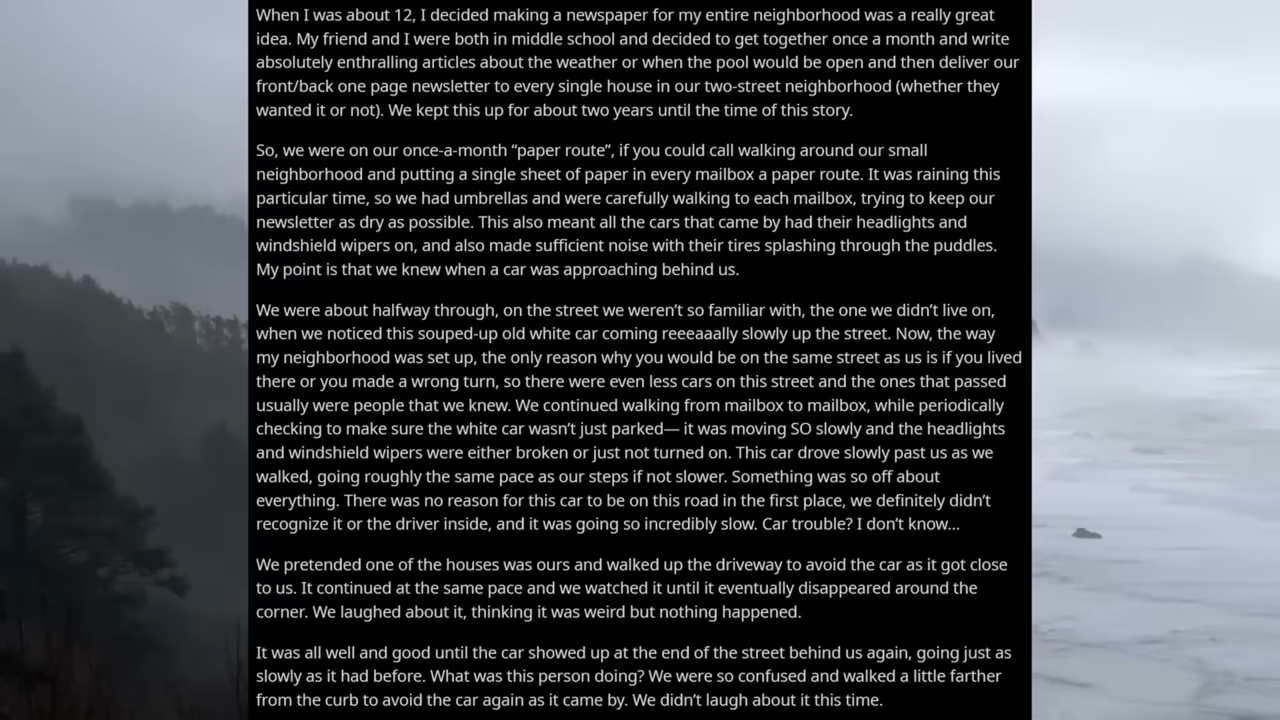 When I was about 12, I decided making a newspaper for my entire neighborhood was a really great
idea. My friend and I were both in middle school and decided to get together once a month and write
absolutely enthralling articles about the weather or when the pool would be open and then deliver our
front/back one page newsletter to every single house in our two-street neighborhood (whether they
wanted it or not). We kept this up for about two years until the time of this story.
So, we were on our once-a-month “paper route”, if you could call walking around our small
neighborhood and putting a single sheet of paper in every mailbox a paper route. It was raining this
particular time, so we had umbrellas and were carefully walking to each mailbox, trying to keep our
newsletter as dry as possible. This also meant all the cars that came by had their headlights and
windshield wipers on, and also made sufficient noise with their tires splashing through the puddles.
My point is that we knew when a car was approaching behind us.
We were about halfway through, on the street we weren’t so familiar with, the one we didn’t live on,
when we noticed this souped-up old white car coming reeeaaally slowly up the street. Now, the way
my neighborhood was set up, the only reason why you would be on the same street as us is if you lived
there or you made a wrong turn, so there were even less cars on this street and the ones that passed
usually were people that we knew. We continued walking from mailbox to mailbox, while periodically
checking to make sure the white car wasn’t just parked— it was moving SO slowly and the headlights
and windshield wipers were either broken or just not turned on. This car drove slowly past us as we
walked, going roughly the same pace as our steps if not slower. Something was so off about
everything. There was no reason for this car to be on this road in the first place, we definitely didn’t
recognize it or the driver inside, and it was going so incredibly slow. Car trouble? I don’t know…
We pretended one of the houses was ours and walked up the driveway to avoid the car as it got close
to us. It continued at the same pace and we watched it until it eventually disappeared around the
corner. We laughed about it, thinking it was weird but nothing happened.
It was all well and good until the car showed up at the end of the street behind us again, going just as
slowly as it had before. What was this person doing? We were so confused and walked a little farther
from the curb to avoid the car again as it came by. We didn’t laugh about it this time.